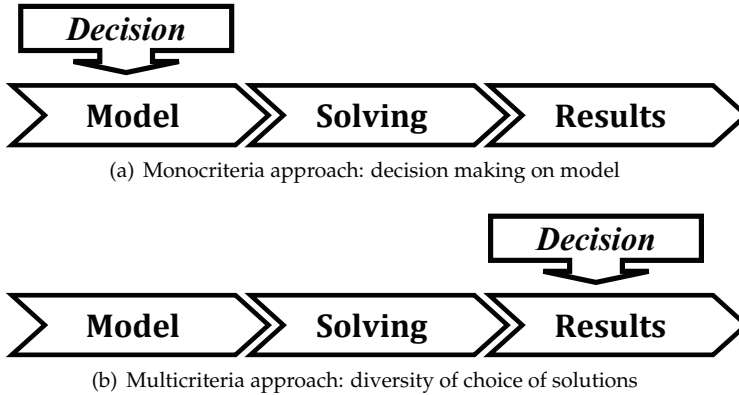 Decision
Model Solving Results
(a) Monocriteria approach: decision making on model
Decision
Model Solving Results
(b) Multicriteria approach: diversity of choice of solutions